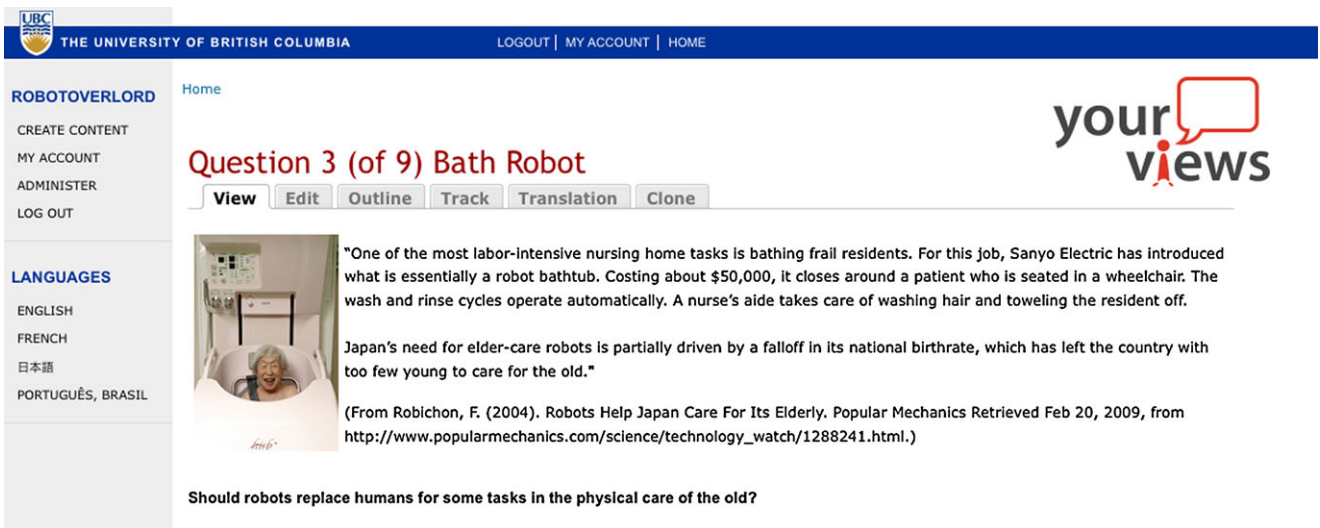 UBC
THE UNIVERSITY OF BRITISH COLUMBIA
LOGOUT | MY ACCOUNT | HOME
ROBOTOVERLORD
CREATE CONTENT
MY ACCOUNT
ADMINISTER
LOG OUT
LANGUAGES
ENGLISH
FRENCH
日本語
PORTUGUÊS, BRASIL
Home
your
views
Question 3 (of 9) Bath Robot
View Edit Outline Track Translation Clone
"One of the most labor-intensive nursing home tasks is bathing frail residents. For this job, Sanyo Electric has introduced
what is essentially a robot bathtub. Costing about $50,000, it closes around a patient who is seated in a wheelchair. The
wash and rinse cycles operate automatically. A nurse's aide takes care of washing hair and toweling the resident off.
Japan's need for elder-care robots is partially driven by a falloff in its national birthrate, which has left the country with
too few young to care for the old."
(From Robichon, F. (2004). Robots Help Japan Care For Its Elderly. Popular Mechanics Retrieved Feb 20, 2009, from
http://www.popularmechanics.com/science/technology_watch/1288241.html.)
Should robots replace humans for some tasks in the physical care of the old?